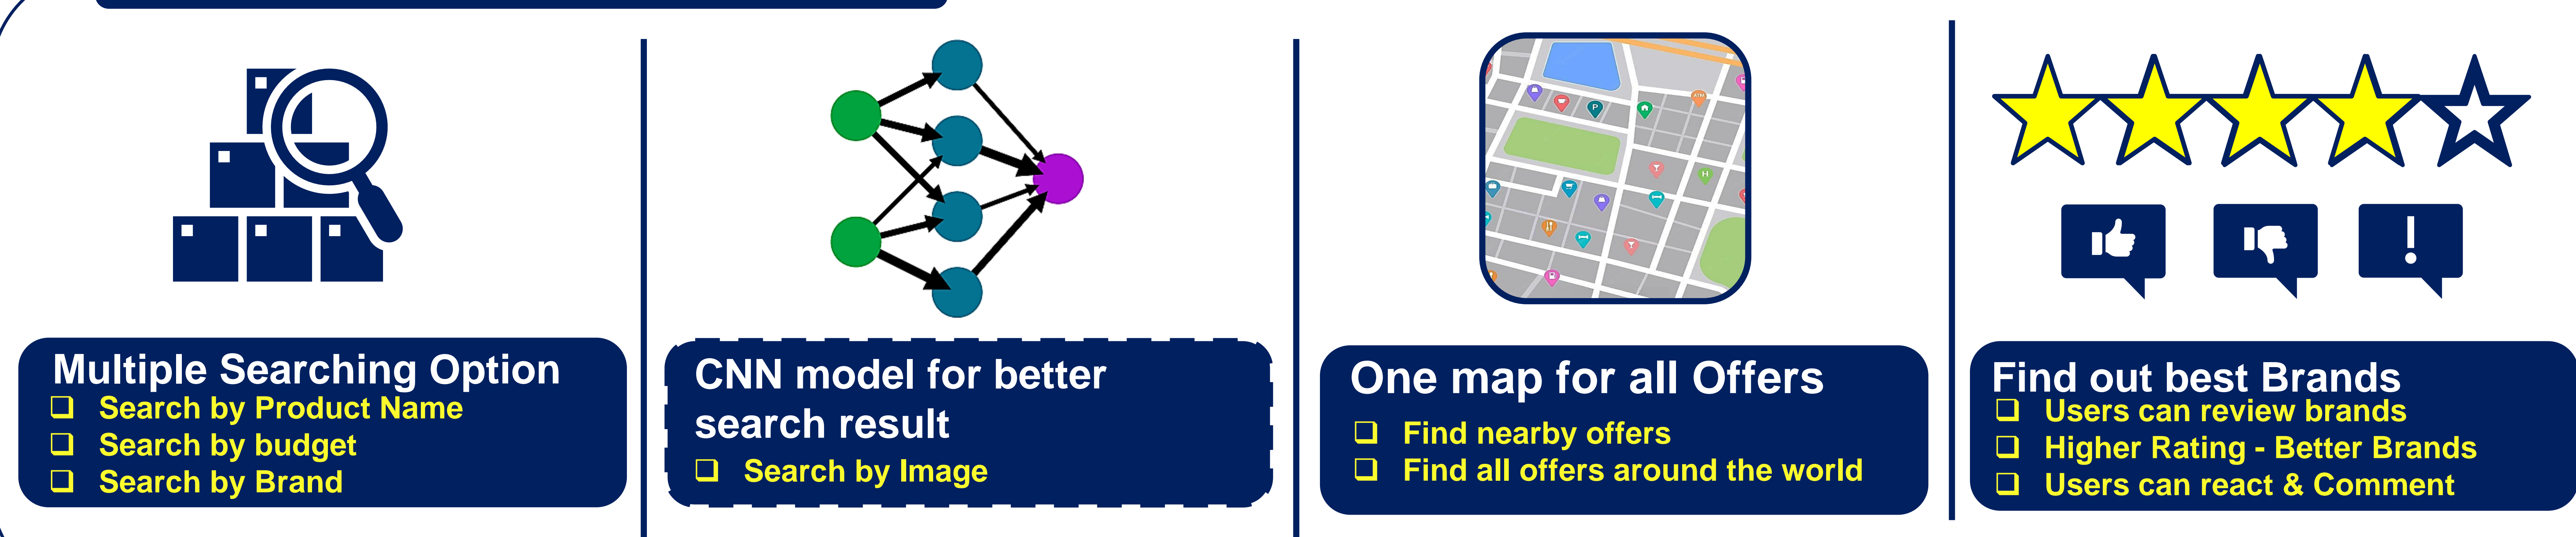 Multiple Searching Option
❑ Search by Product Name
❑ Search by budget
❑ Search by Brand
CNN model for better
search result
❑ Search by Image
P
ATM
H
One map for all Offers
❑ Find nearby offers
❑ Find all offers around the world
!
Find out best Brands
❑ Users can review brands
❑ Higher Rating - Better Brands
❑ Users can react & Comment